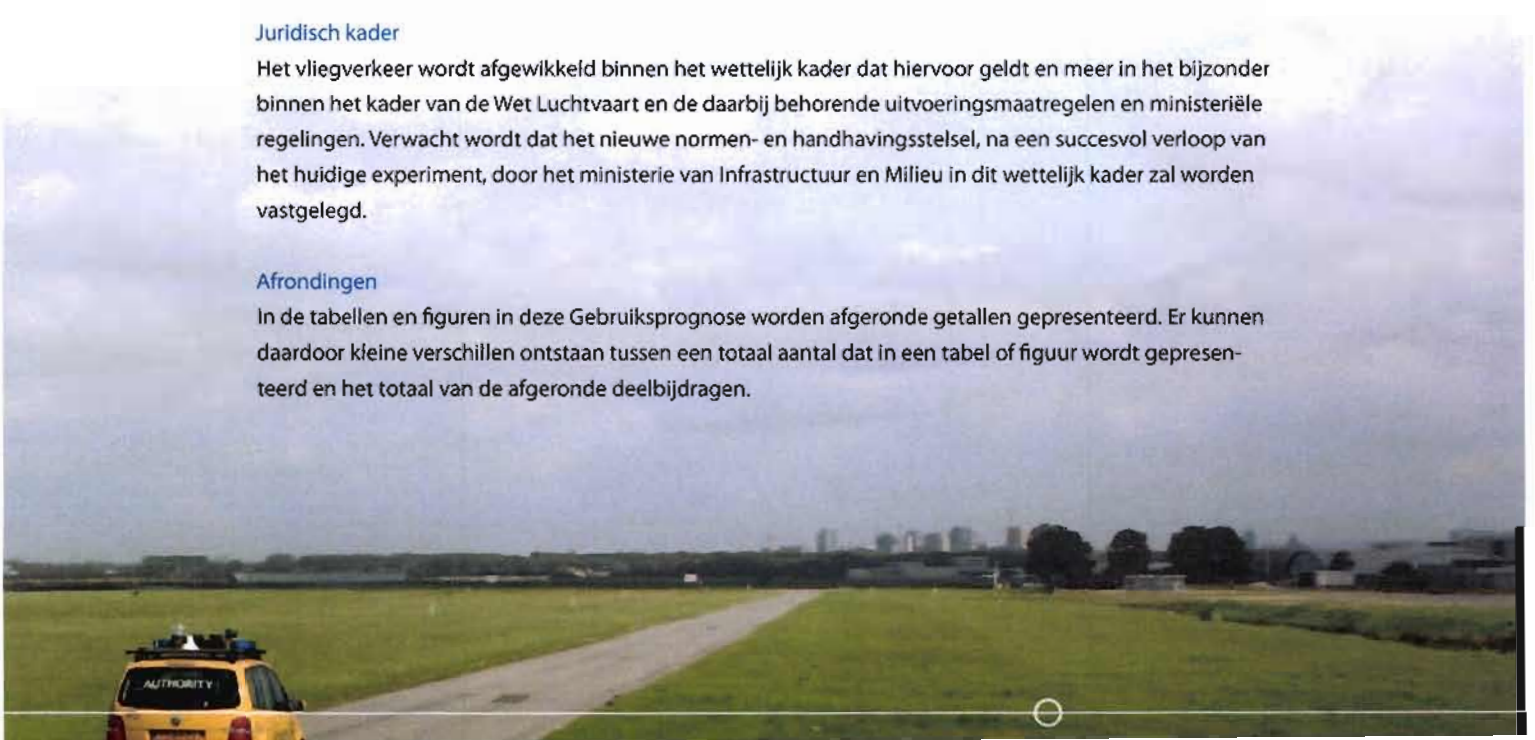 Juridisch kader
Het vliegverkeer wordt afgewikkeld binnen het wettelijk kader dat hiervoor geldt en meer in het bijzonder
binnen het kader van de Wet Luchtvaart en de daarbij behorende uitvoeringsmaatregelen en ministeriële
regelingen. Verwacht wordt dat het nieuwe normen- en handhavingsstelsel, na een succesvol verloop van
het huidige experiment, door het ministerie van Infrastructuur en Milieu in dit wettelijk kader zal worden
vastgelegd.
Afrondingen
In de tabellen en figuren in deze Gebruiksprognose worden afgeronde getallen gepresenteerd. Er kunnen
daardoor kleine verschillen ontstaan tussen een totaal aantal dat in een tabel of figuur wordt gepresen-
teerd en het totaal van de afgeronde deelbijdragen.
AUTHORITY